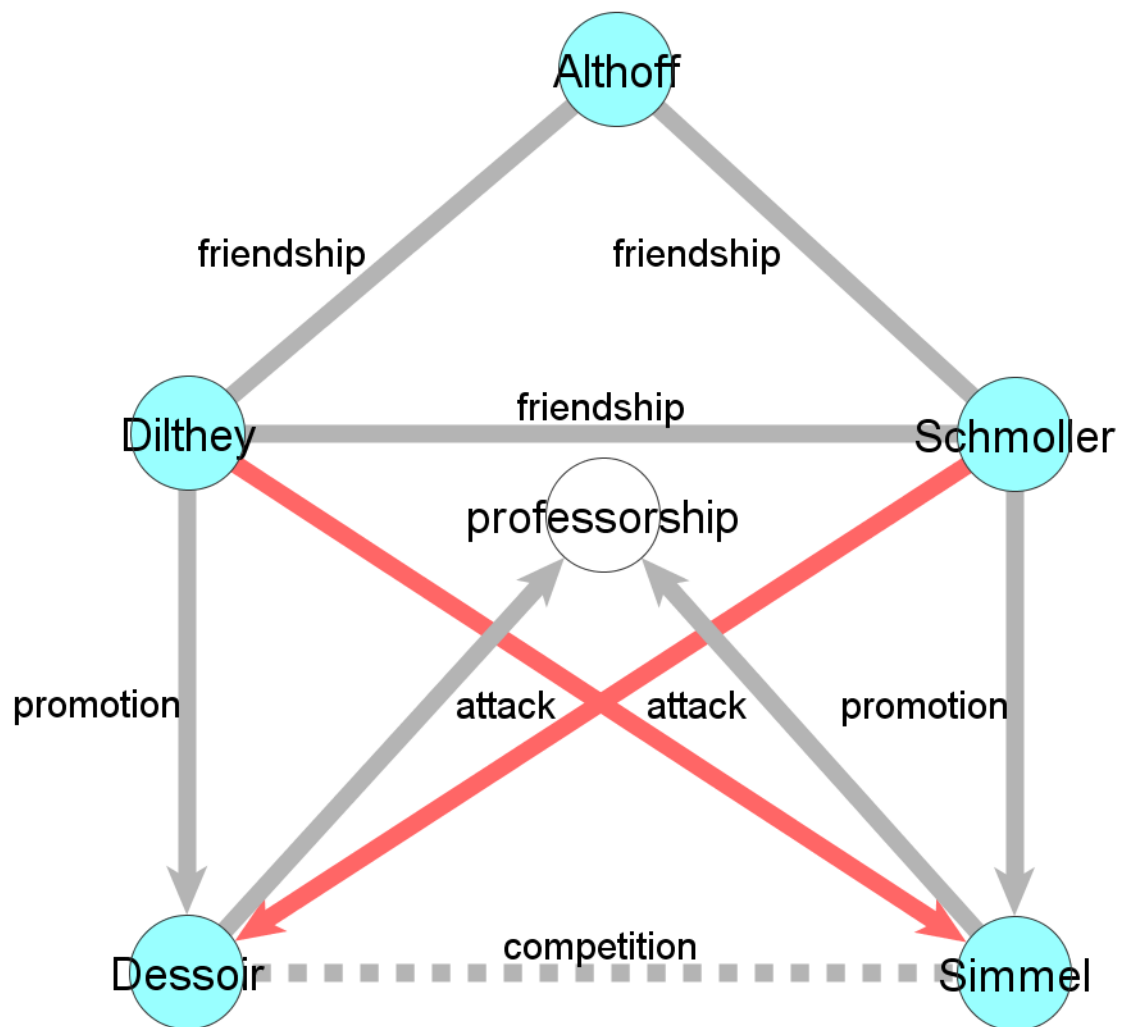 Althoff
friendship
friendship
friendship
Dilthey
Schmoller
professorship
promotion
attack
attack
promotion
competition
Dessoir
Simmel